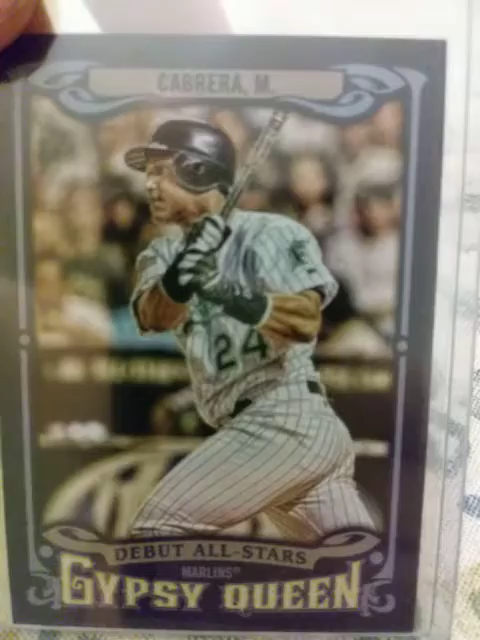 CABRERA, M.
24
DEBUT ALL-STARS
MARLINS®
GYPSY QUEEN